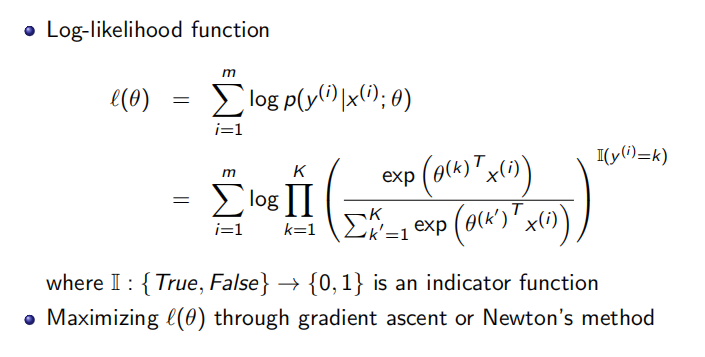 • Log-likelihood function
ℓ(θ) = ∑_{i=1}^{m} log p(y^{(i)}|x^{(i)}; θ)
= ∑_{i=1}^{m} log ∏_{k=1}^{K} ( exp(θ^{(k)^T} x^{(i)}) / ∑_{k'=1}^{K} exp(θ^{(k')^T} x^{(i)}) )^{𝕀(y^{(i)}=k)}
where 𝕀 : {True, False} → {0, 1} is an indicator function
• Maximizing ℓ(θ) through gradient ascent or Newton's method